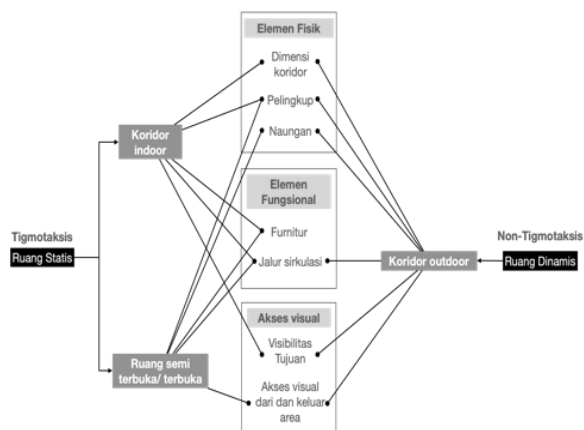 Elemen Fisik
Dimensi
koridor
Pelingkup
Naungan
Koridor
indoor
Elemen
Fungsional
Furnitur
Jalur sirkulasi
Tigmotaksis
Ruang Statis
Koridor outdoor
Non-Tigmotaksis
Ruang Dinamis
Akses visual
Visibilitas
Tujuan
Akses visual
dari dan keluar
area
Ruang semi
terbuka/ terbuka